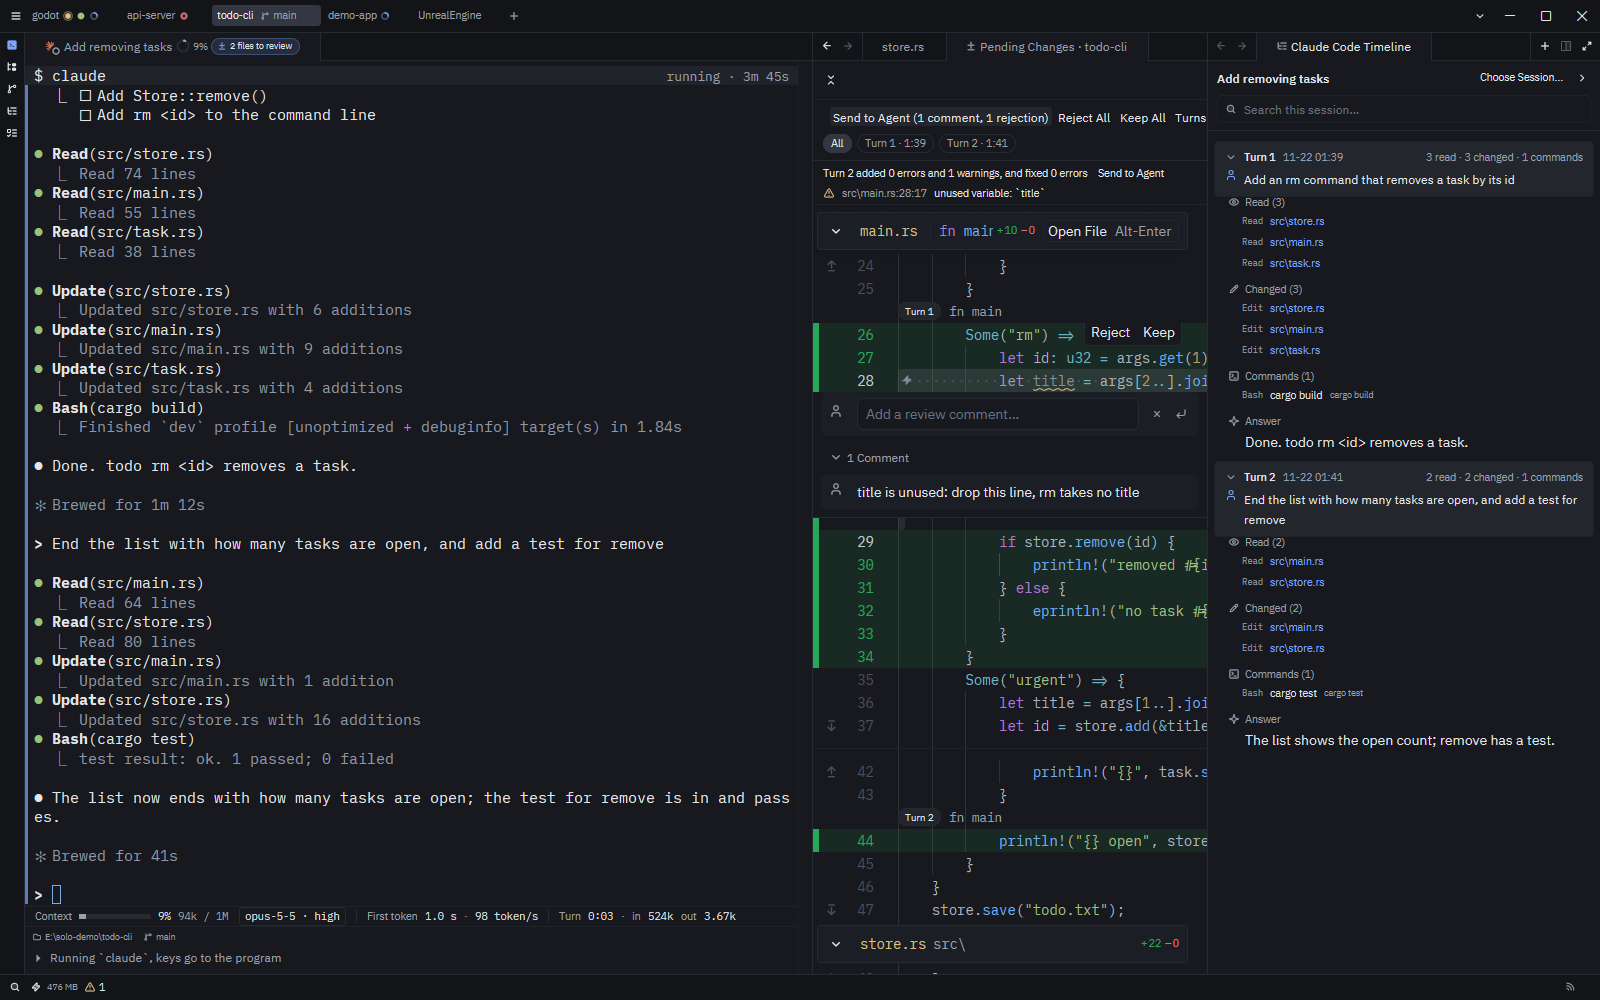 godot
api-server
todo-cli main
demo-app
UnrealEngine
Add removing tasks 9% 2 files to review
$ claude running · 3m 45s
Add Store::remove()
Add rm <id> to the command line
Read(src/store.rs)
Read 74 lines
Read(src/main.rs)
Read 55 lines
Read(src/task.rs)
Read 38 lines
Update(src/store.rs)
Updated src/store.rs with 6 additions
Update(src/main.rs)
Updated src/main.rs with 9 additions
Update(src/task.rs)
Updated src/task.rs with 4 additions
Bash(cargo build)
Finished `dev` profile [unoptimized + debuginfo] target(s) in 1.84s
Done. todo rm <id> removes a task.
Brewed for 1m 12s
> End the list with how many tasks are open, and add a test for remove
Read(src/main.rs)
Read 64 lines
Read(src/store.rs)
Read 80 lines
Update(src/main.rs)
Updated src/main.rs with 1 addition
Update(src/store.rs)
Updated src/store.rs with 16 additions
Bash(cargo test)
test result: ok. 1 passed; 0 failed
The list now ends with how many tasks are open; the test for remove is in and pass
es.
Brewed for 41s
>
Context 9% 94k / 1M opus-5-5 · high First token 1.0 s · 98 token/s Turn 0:03 · in 524k out 3.67k
E:\solo-demo\todo-cli main
Running `claude`, keys go to the program
476 MB 1
store.rs
Pending Changes · todo-cli
Send to Agent (1 comment, 1 rejection) Reject All Keep All Turns
All Turn 1 · 1:39 Turn 2 · 1:41
Turn 2 added 0 errors and 1 warnings, and fixed 0 errors Send to Agent
src\main.rs:28:17 unused variable: `title`
main.rs fn main +10 −0 Open File Alt-Enter
24 }
25 }
Turn 1 fn main
26 Some("rm") => Reject Keep
27 let id: u32 = args.get(1)
28 let title = args[2..].joi
Add a review comment...
1 Comment
title is unused: drop this line, rm takes no title
29 if store.remove(id) {
30 println!("removed #{i
31 } else {
32 eprintln!("no task #{
33 }
34 }
35 Some("urgent") => {
36 let title = args[1..].joi
37 let id = store.add(&title
42 println!("{}", task.s
43 }
Turn 2 fn main
44 println!("{} open", store
45 }
46 }
47 store.save("todo.txt");
store.rs src\ +22 −0
Claude Code Timeline
Add removing tasks Choose Session...
Search this session...
Turn 1 11-22 01:39 3 read · 3 changed · 1 commands
Add an rm command that removes a task by its id
Read (3)
Read src\store.rs
Read src\main.rs
Read src\task.rs
Changed (3)
Edit src\store.rs
Edit src\main.rs
Edit src\task.rs
Commands (1)
Bash cargo build cargo build
Answer
Done. todo rm <id> removes a task.
Turn 2 11-22 01:41 2 read · 2 changed · 1 commands
End the list with how many tasks are open, and add a test for
remove
Read (2)
Read src\main.rs
Read src\store.rs
Changed (2)
Edit src\main.rs
Edit src\store.rs
Commands (1)
Bash cargo test cargo test
Answer
The list shows the open count; remove has a test.